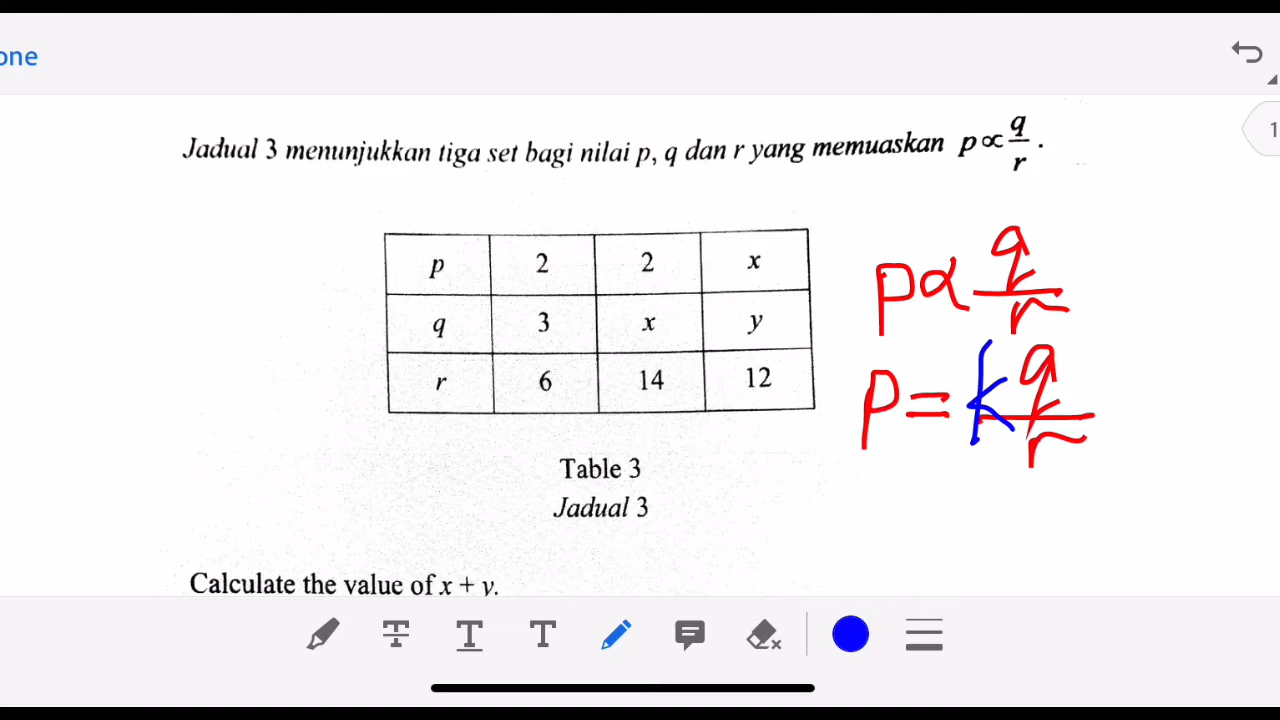 one
1
Jadual 3 menunjukkan tiga set bagi nilai p, q dan r yang memuaskan p ∝ q/r .
p 2 2 x
q 3 x y
r 6 14 12
p ∝ q/r
P = k q/r
Table 3
Jadual 3
Calculate the value of x + y.
T T T